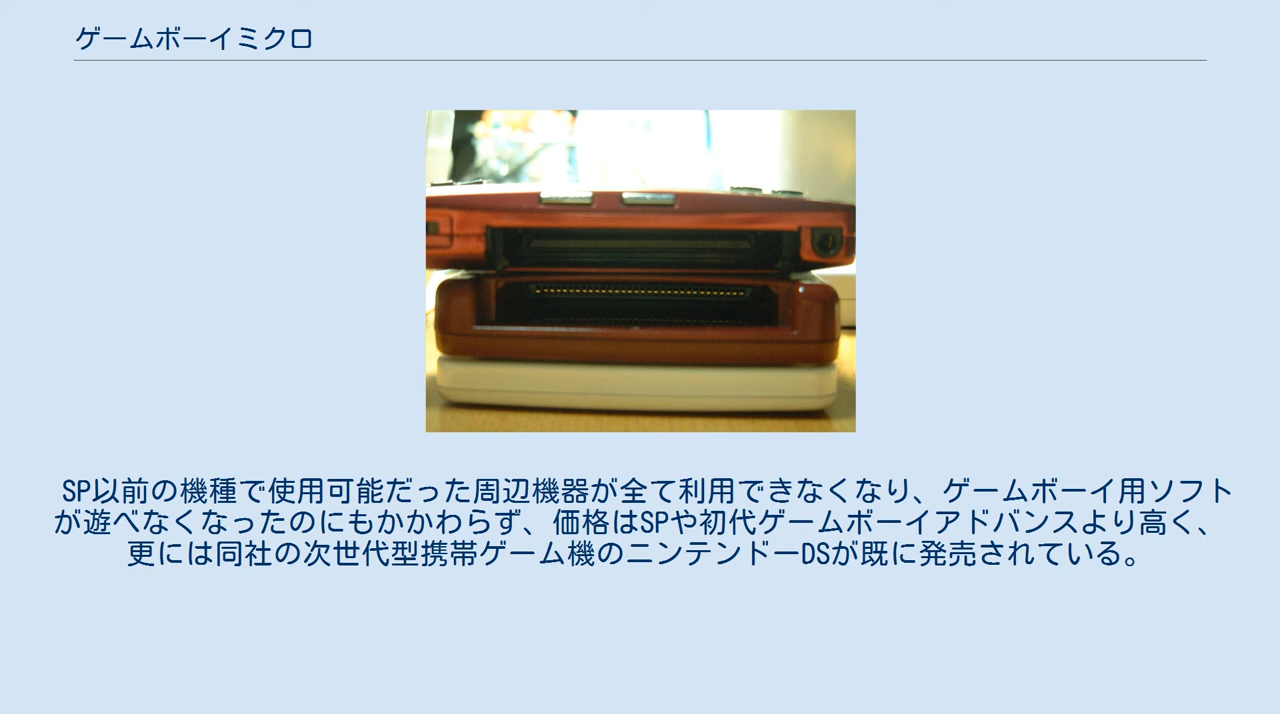 ゲームボーイミクロ
SP以前の機種で使用可能だった周辺機器が全て利用できなくなり、ゲームボーイ用ソフト
が遊べなくなったのにもかかわらず、価格はSPや初代ゲームボーイアドバンスより高く、
更には同社の次世代型携帯ゲーム機のニンテンドーDSが既に発売されている。